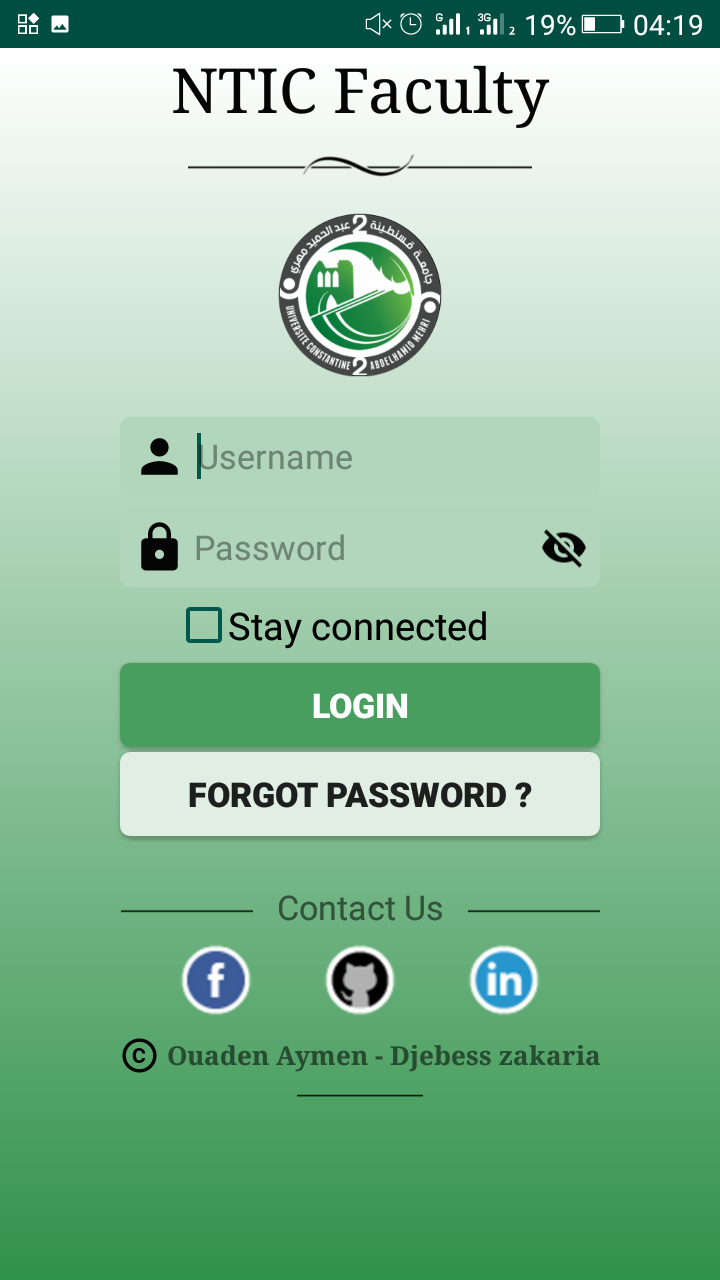 G 1 3G 2 19% 04:19
NTIC Faculty
جامعة قسنطينة 2 عبد الحميد مهري
UNIVERSITE CONSTANTINE 2 ABDELHAMID MEHRI
Username
Password
Stay connected
LOGIN
FORGOT PASSWORD ?
Contact Us
f in
© Ouaden Aymen - Djebess zakaria